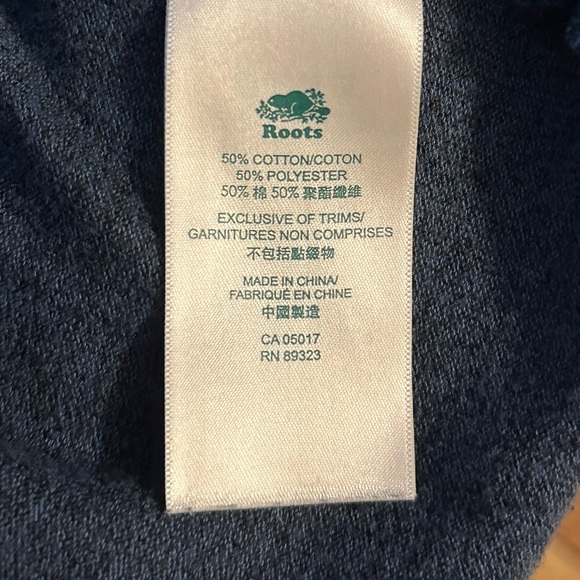 Roots
50% COTTON/COTON
50% POLYESTER
50% 棉 50% 聚酯纖維
EXCLUSIVE OF TRIMS/
GARNITURES NON COMPRISES
不包括點綴物
MADE IN CHINA/
FABRIQUÉ EN CHINE
中國製造
CA 05017
RN 89323